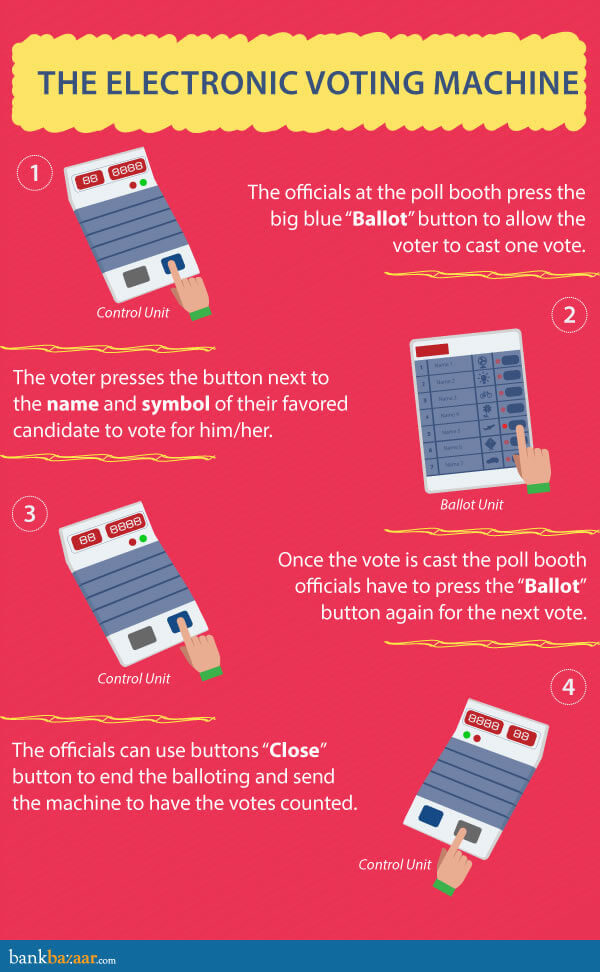 THE ELECTRONIC VOTING MACHINE
1
88 8888
Control Unit
The officials at the poll booth press the
big blue “Ballot” button to allow the
voter to cast one vote.
2
1 Name 1
2 Name 2
3 Name 3
4 Name 4
5 Name 5
6 Name 6
7 Name 7
Ballot Unit
The voter presses the button next to
the name and symbol of their favored
candidate to vote for him/her.
3
88 8888
Control Unit
Once the vote is cast the poll booth
officials have to press the “Ballot”
button again for the next vote.
4
8888 88
Control Unit
The officials can use buttons “Close”
button to end the balloting and send
the machine to have the votes counted.
bankbazaar.com